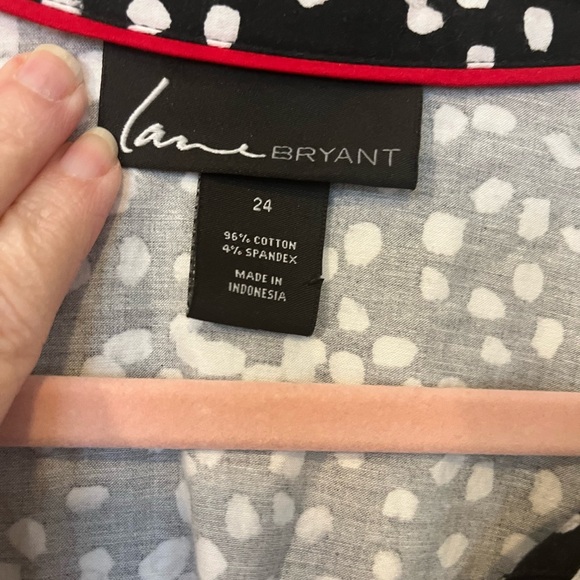 Lane BRYANT
24
96% COTTON
4% SPANDEX
MADE IN
INDONESIA